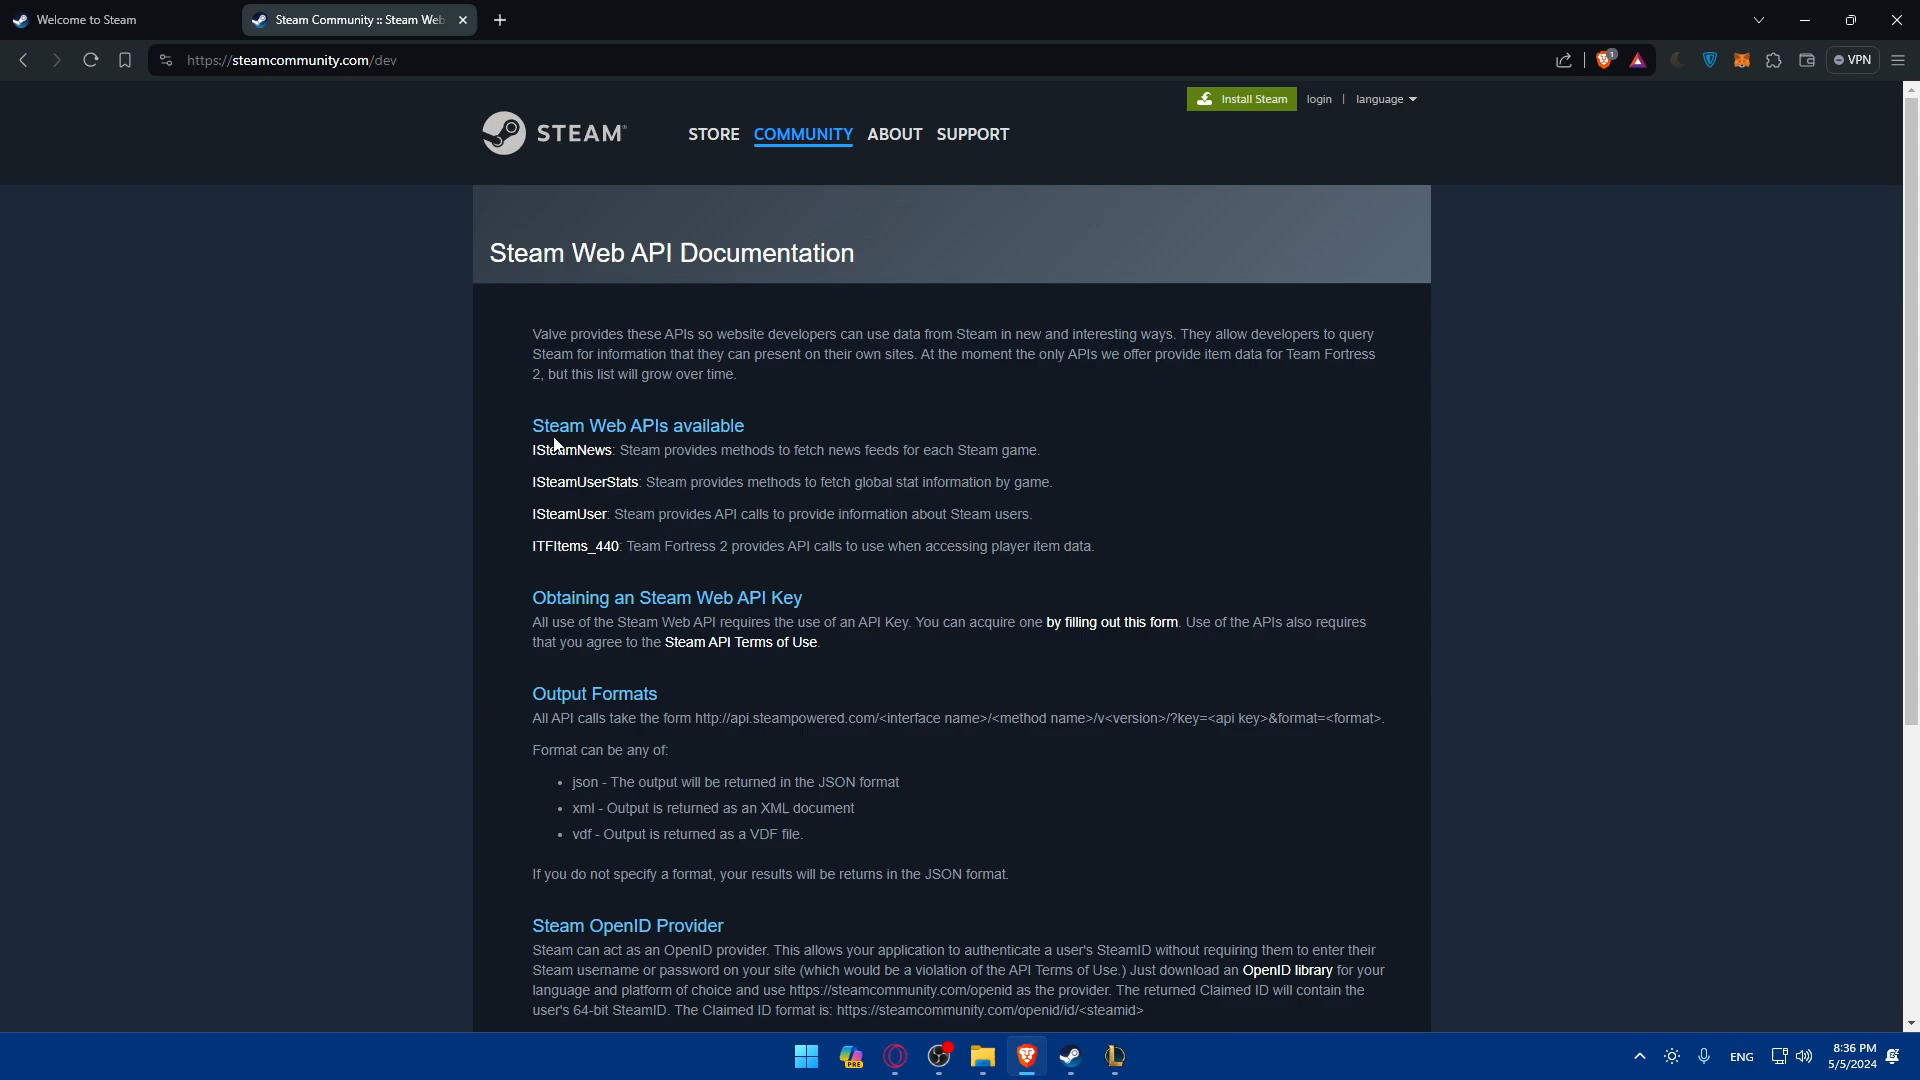 Welcome to Steam
Steam Community :: Steam Web
https://steamcommunity.com/dev
1
VPN
Install Steam
login | language
STEAM
STORE COMMUNITY ABOUT SUPPORT
Steam Web API Documentation
Valve provides these APIs so website developers can use data from Steam in new and interesting ways. They allow developers to query
Steam for information that they can present on their own sites. At the moment the only APIs we offer provide item data for Team Fortress
2, but this list will grow over time.
Steam Web APIs available
ISteamNews: Steam provides methods to fetch news feeds for each Steam game.
ISteamUserStats: Steam provides methods to fetch global stat information by game.
ISteamUser: Steam provides API calls to provide information about Steam users.
ITFItems_440: Team Fortress 2 provides API calls to use when accessing player item data.
Obtaining an Steam Web API Key
All use of the Steam Web API requires the use of an API Key. You can acquire one by filling out this form. Use of the APIs also requires
that you agree to the Steam API Terms of Use.
Output Formats
All API calls take the form http://api.steampowered.com/<interface name>/<method name>/v<version>/?key=<api key>&format=<format>.
Format can be any of:
• json - The output will be returned in the JSON format
• xml - Output is returned as an XML document
• vdf - Output is returned as a VDF file.
If you do not specify a format, your results will be returns in the JSON format.
Steam OpenID Provider
Steam can act as an OpenID provider. This allows your application to authenticate a user's SteamID without requiring them to enter their
Steam username or password on your site (which would be a violation of the API Terms of Use.) Just download an OpenID library for your
language and platform of choice and use https://steamcommunity.com/openid as the provider. The returned Claimed ID will contain the
user's 64-bit SteamID. The Claimed ID format is: https://steamcommunity.com/openid/id/<steamid>
PRE
ENG
8:36 PM
5/5/2024